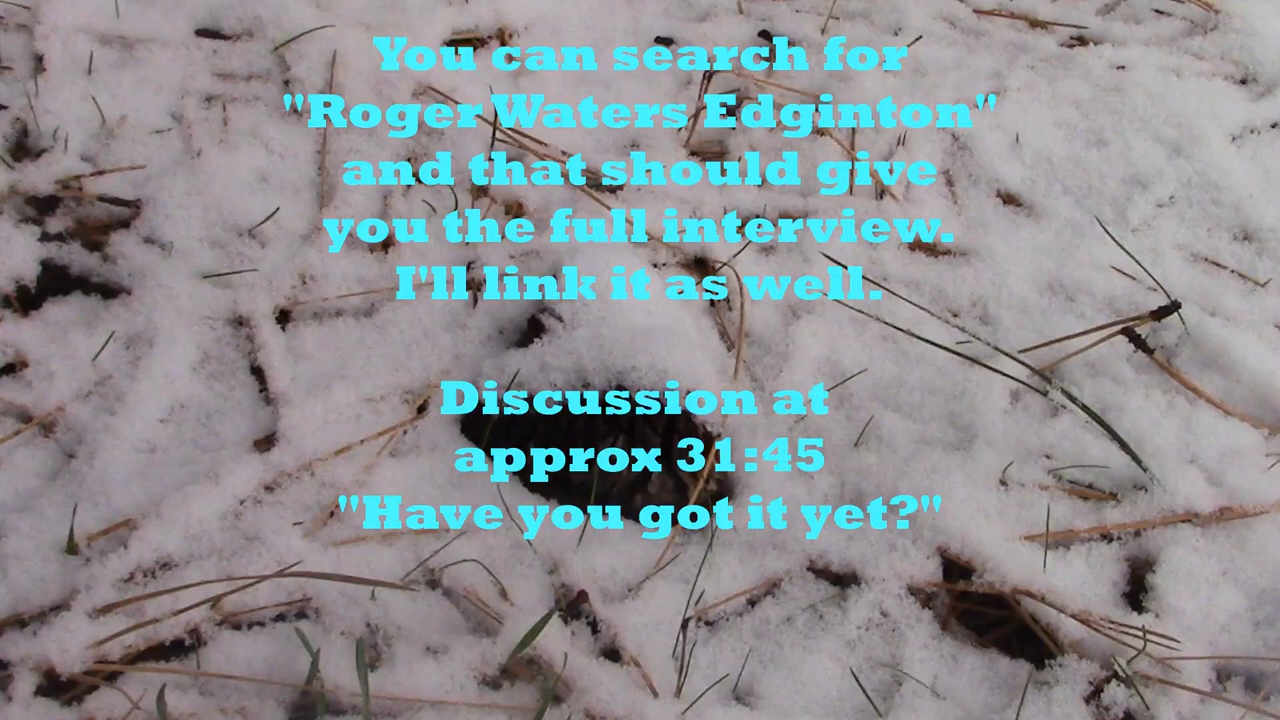 You can search for
"Roger Waters Edginton"
and that should give
you the full interview.
I'll link it as well.
Discussion at
approx 31:45
"Have you got it yet?"